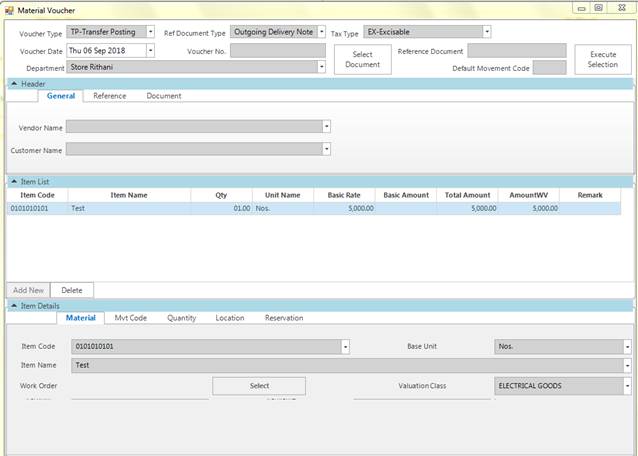 Material Voucher
Voucher Type TP-Transfer Posting Ref Document Type Outgoing Delivery Note Tax Type EX-Excisable
Voucher Date Thu 06 Sep 2018 Voucher No. Select Document Reference Document Execute Selection
Department Store Rithani Default Movement Code
Header
General Reference Document
Vendor Name
Customer Name
Item List
Item Code Item Name Qty Unit Name Basic Rate Basic Amount Total Amount AmountWV Remark
0101010101 Test 01.00 Nos. 5,000.00 5,000.00 5,000.00
Add New Delete
Item Details
Material Mvt Code Quantity Location Reservation
Item Code 0101010101 Base Unit Nos.
Item Name Test
Work Order Select Valuation Class ELECTRICAL GOODS